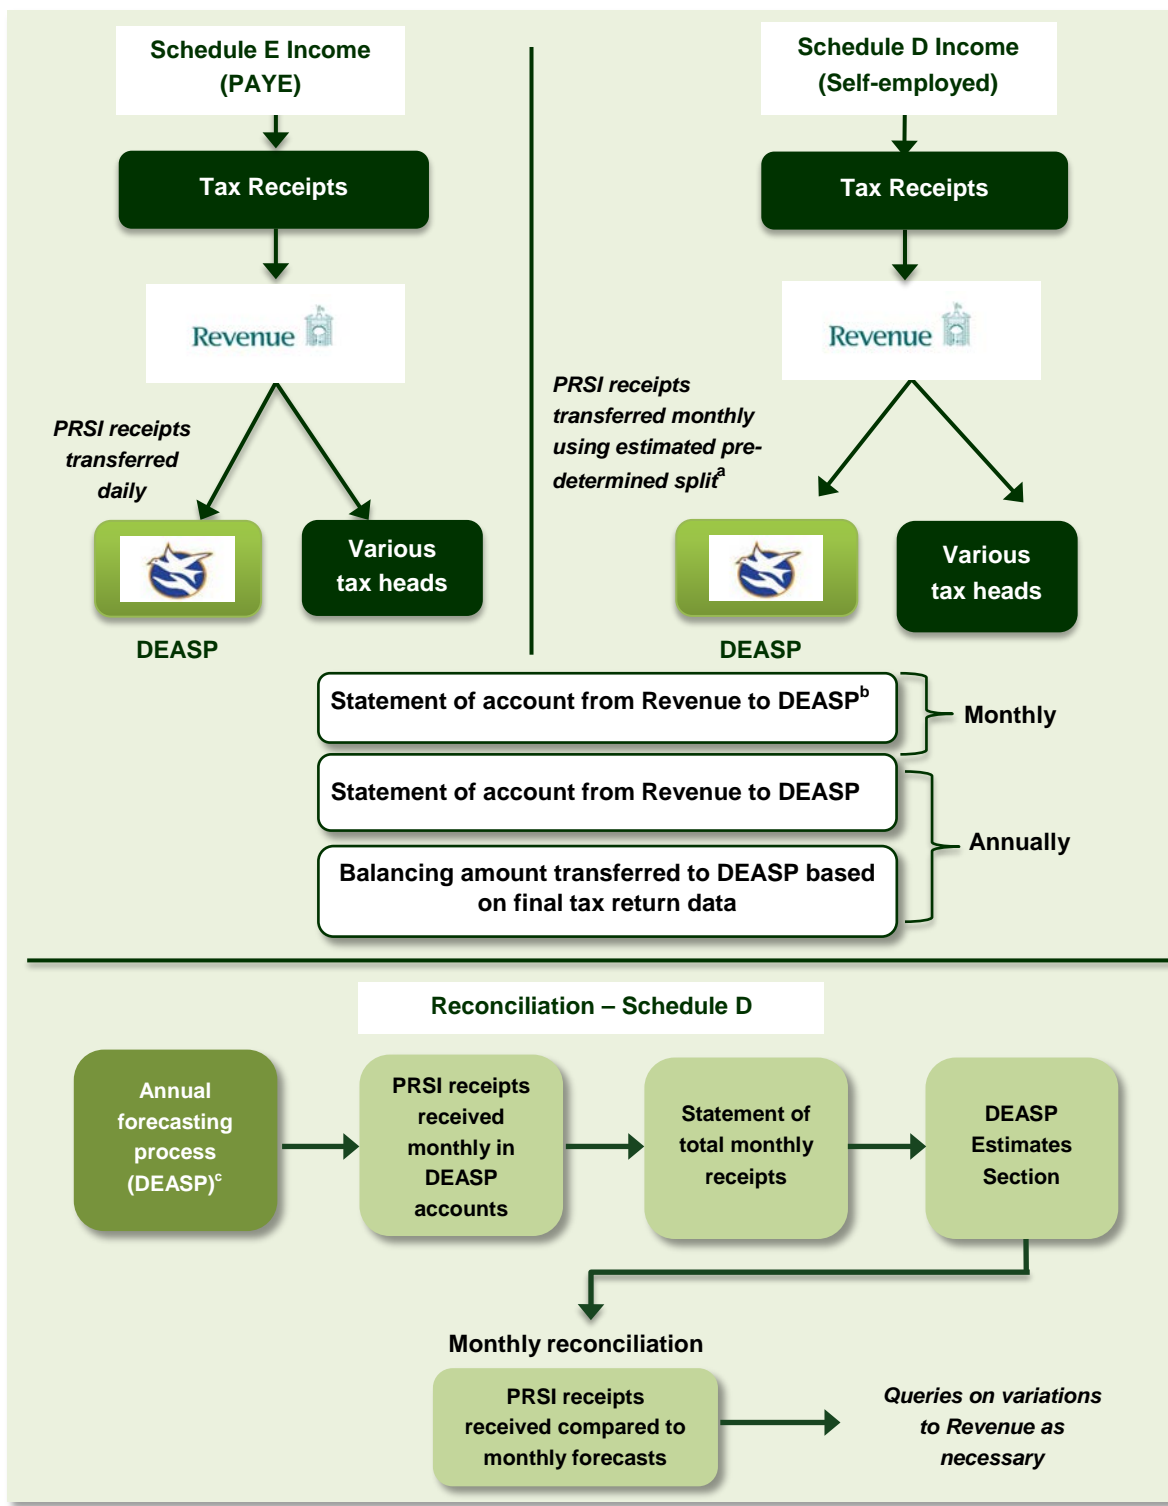 Schedule E Income
(PAYE)
Tax Receipts
Revenue
PRSI receipts
transferred
daily
DEASP
Various
tax heads
Schedule D Income
(Self-employed)
Tax Receipts
Revenue
PRSI receipts
transferred monthly
using estimated pre-
determined splitᵃ
DEASP
Various
tax heads
Statement of account from Revenue to DEASPᵇ
Monthly
Statement of account from Revenue to DEASP
Balancing amount transferred to DEASP based
on final tax return data
Annually
Reconciliation – Schedule D
Annual
forecasting
process
(DEASP)ᶜ
PRSI receipts
received
monthly in
DEASP
accounts
Statement of
total monthly
receipts
DEASP
Estimates
Section
Monthly reconciliation
PRSI receipts
received compared to
monthly forecasts
Queries on variations
to Revenue as
necessary